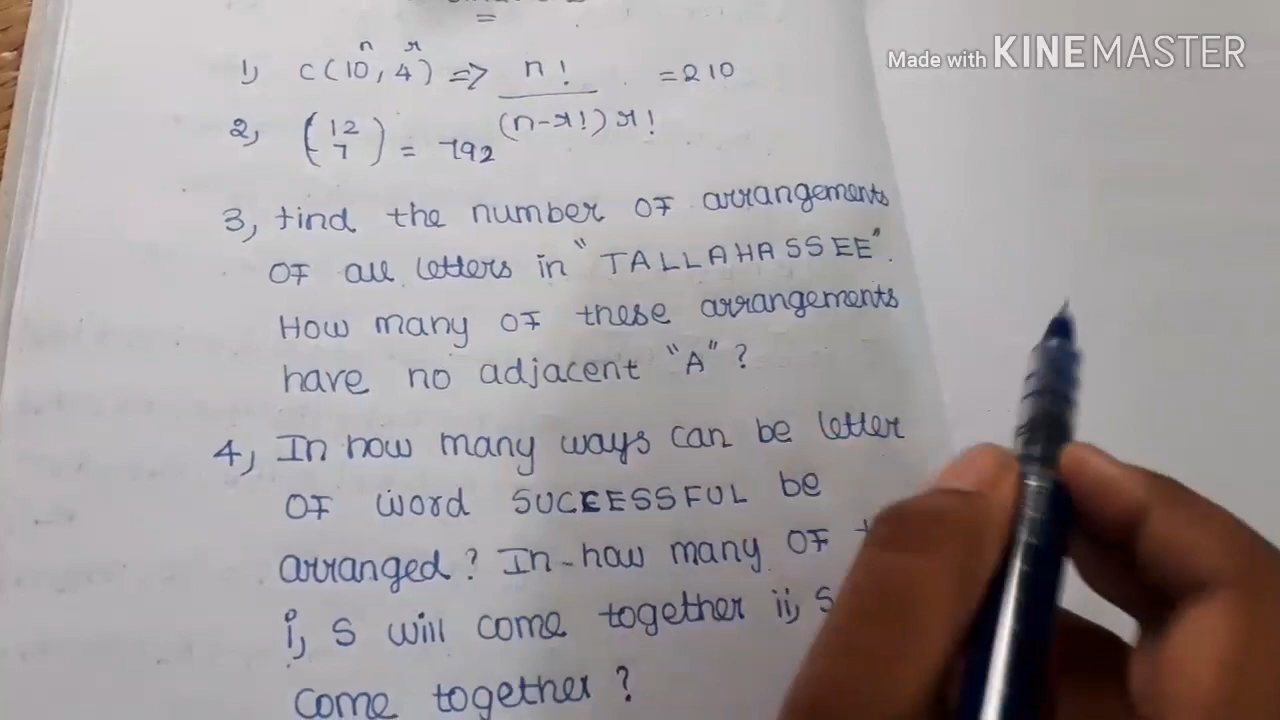 Made with KINEMASTER
n r
1) C(10, 4) => n! / (n-r!) r! = 210
2, (12 7) = 792
3, Find the number OF arrangements
OF all letters in "TALLAHASSEE".
How many OF these arrangements
have no adjacent "A"?
4, In how many ways can be letter
OF word SUCCESSFUL be
arranged? In how many OF
i, S will come together ii, S
come together?